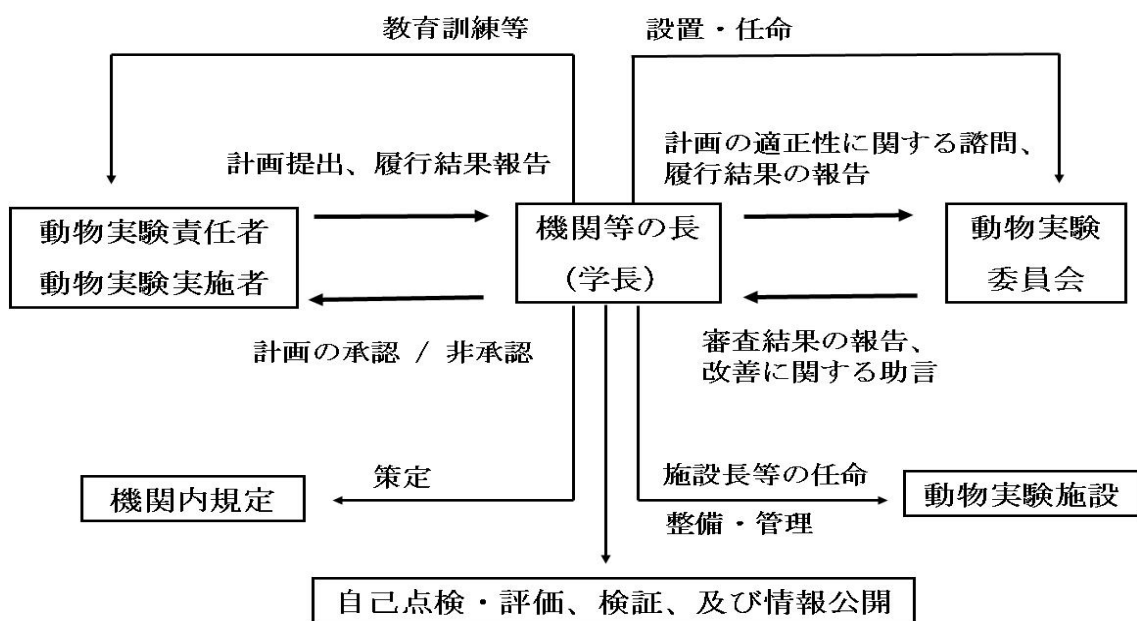 教育訓練等
設置・任命
計画提出、履行結果報告
計画の適正性に関する諮問、
履行結果の報告
動物実験責任者
動物実験実施者
機関等の長
(学長)
動物実験
委員会
計画の承認 / 非承認
審査結果の報告、
改善に関する助言
策定
機関内規定
施設長等の任命
整備・管理
動物実験施設
自己点検・評価、検証、及び情報公開